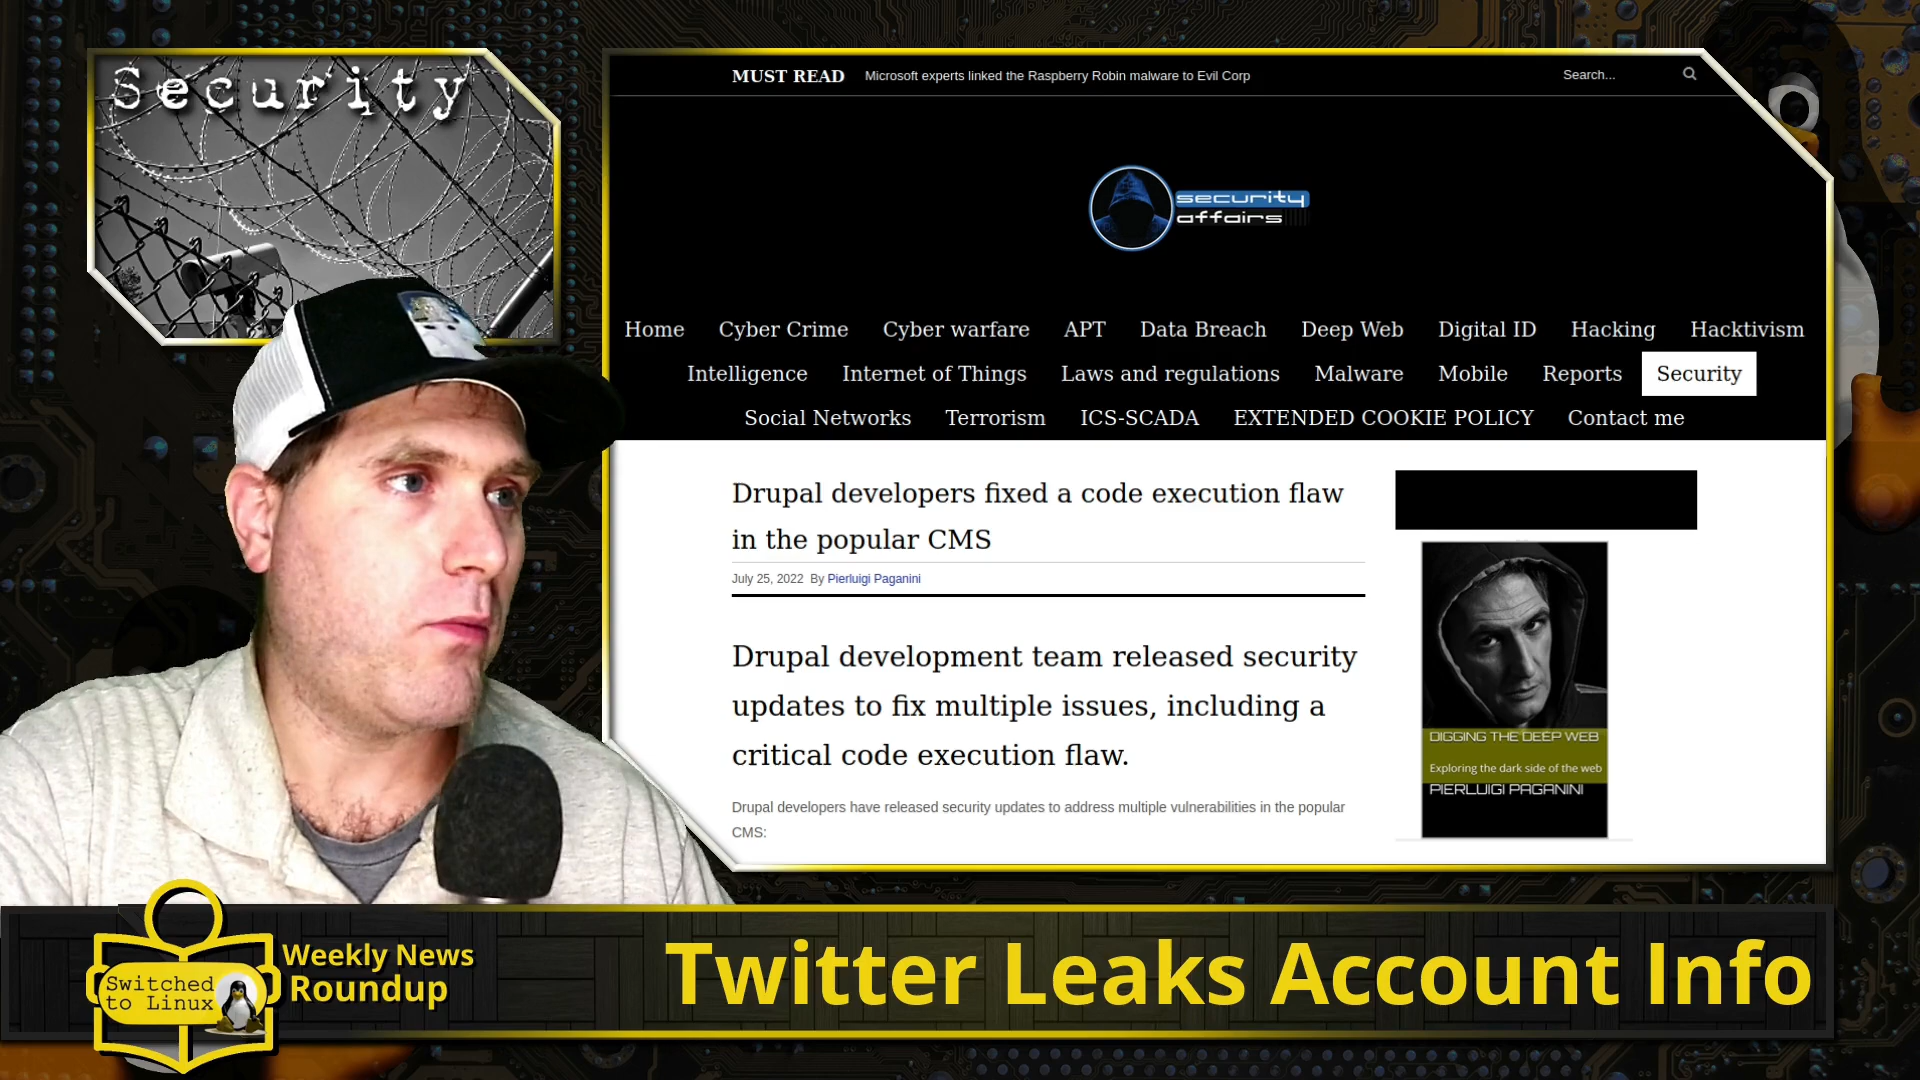 Security
MUST READ Microsoft experts linked the Raspberry Robin malware to Evil Corp Search...
security
affairs
Home Cyber Crime Cyber warfare APT Data Breach Deep Web Digital ID Hacking Hacktivism
Intelligence Internet of Things Laws and regulations Malware Mobile Reports Security
Social Networks Terrorism ICS-SCADA EXTENDED COOKIE POLICY Contact me
Drupal developers fixed a code execution flaw
in the popular CMS
July 25, 2022 By Pierluigi Paganini
Drupal development team released security
updates to fix multiple issues, including a
critical code execution flaw.
Drupal developers have released security updates to address multiple vulnerabilities in the popular
CMS:
DIGGING THE DEEP WEB
Exploring the dark side of the web
PIERLUIGI PAGANINI
Switched
to Linux
Weekly News
Roundup
Twitter Leaks Account Info